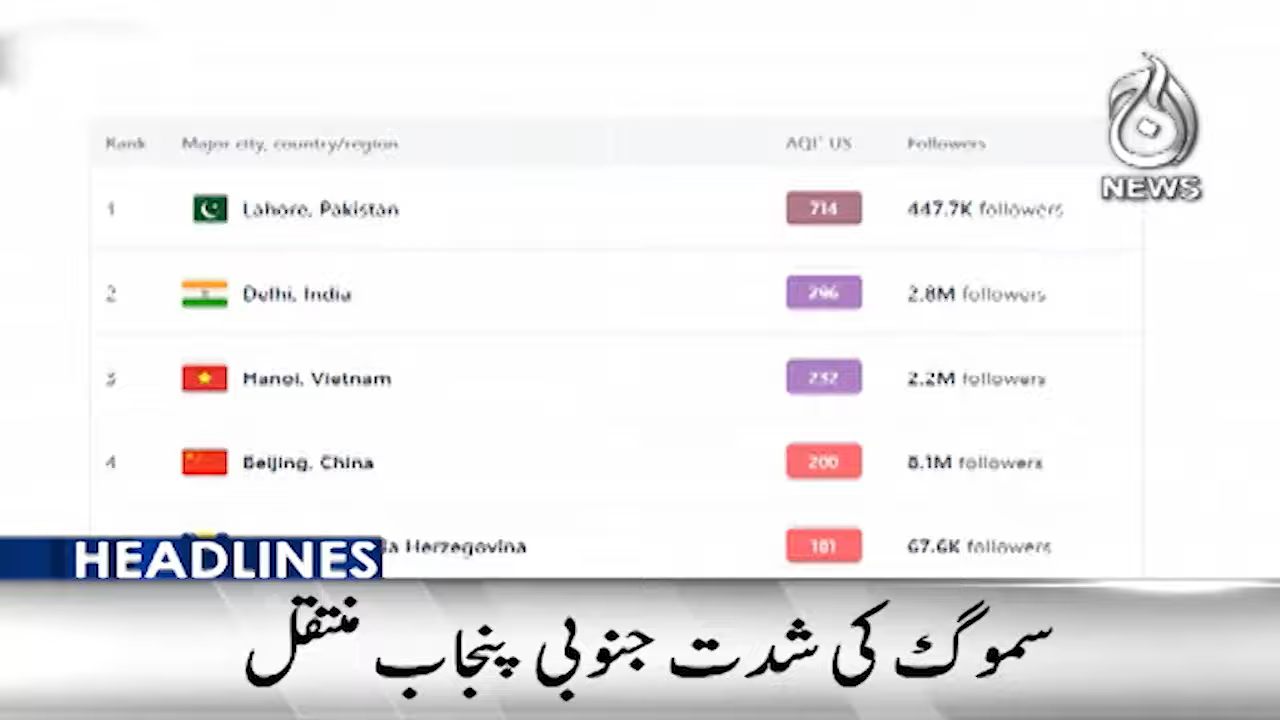 NEWS
Rank Major city, country/region AQI* US Followers
1 Lahore, Pakistan 714 447.7K followers
2 Delhi, India 296 2.8M followers
3 Hanoi, Vietnam 232 2.2M followers
4 Beijing, China 200 8.1M followers
Herzegovina 181 67.6K followers
HEADLINES
سموگ کی شدت جنوبی پنجاب منتقل